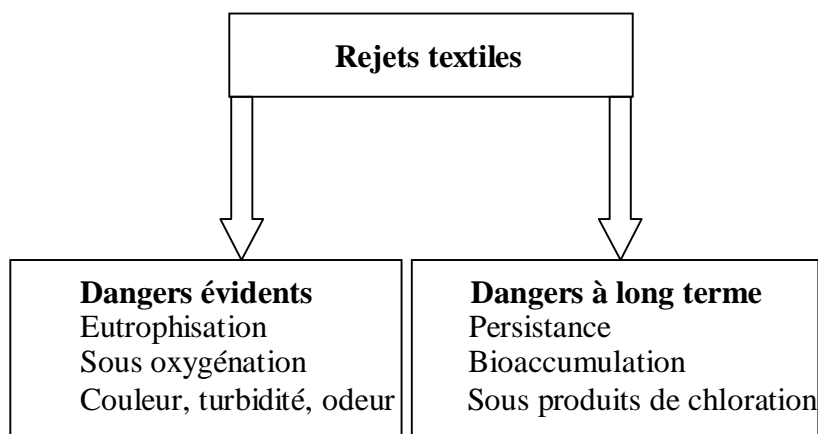 Rejets textiles
Dangers évidents
Eutrophisation
Sous oxygénation
Couleur, turbidité, odeur
Dangers à long terme
Persistance
Bioaccumulation
Sous produits de chloration